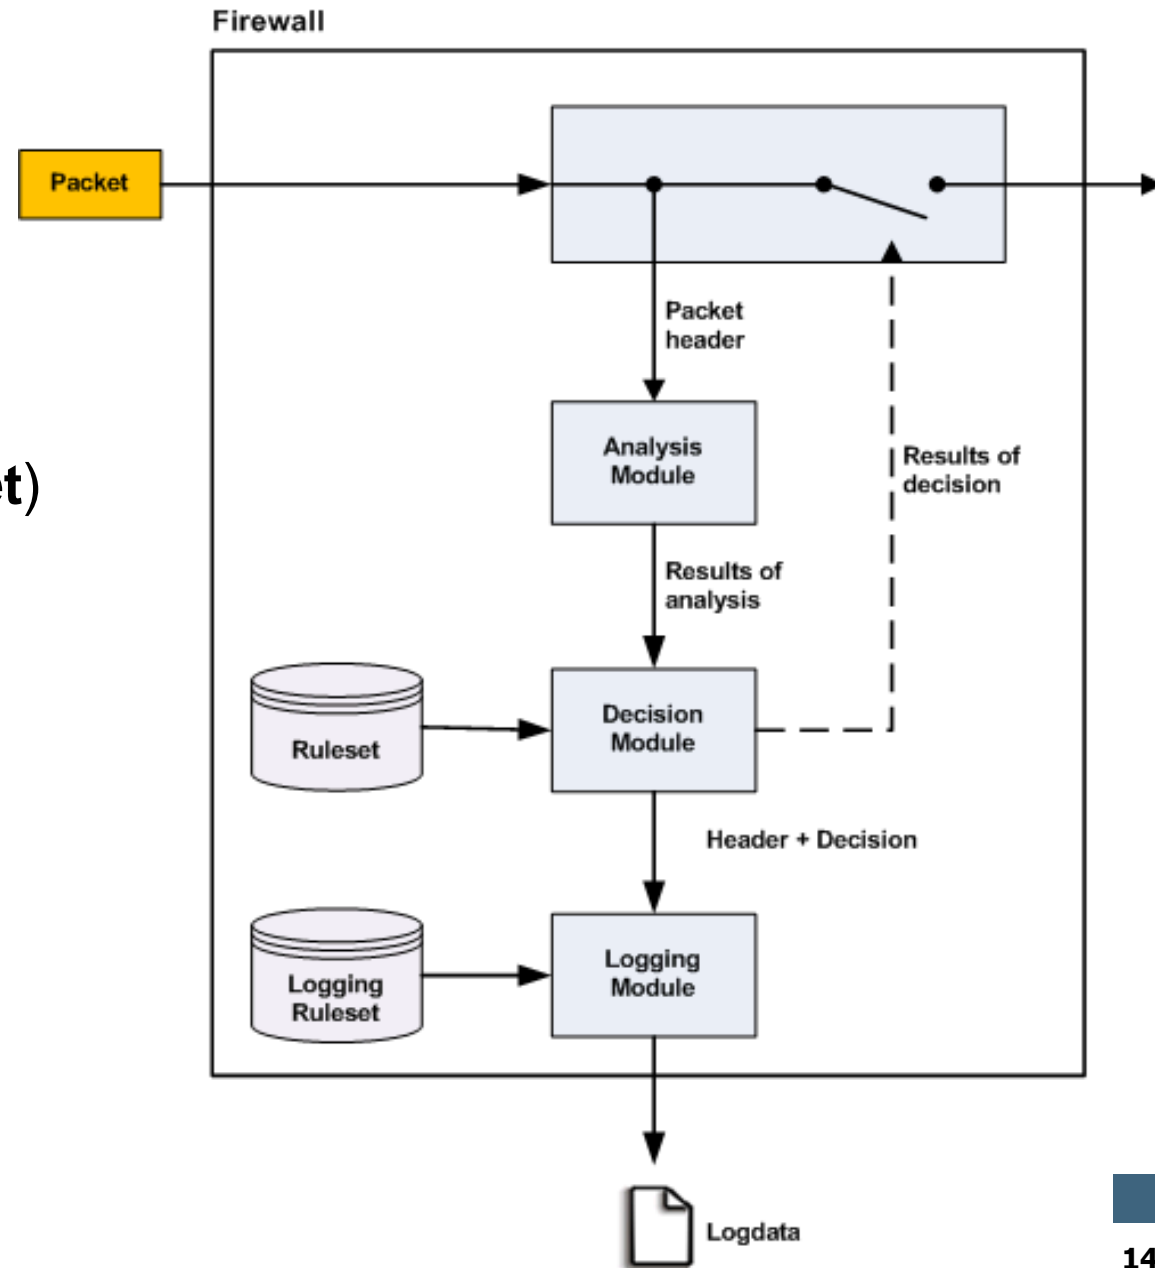 Firewall
Packet
Packet
header
Analysis
Module
Results of
decision
et)
Results of
analysis
Ruleset
Decision
Module
Header + Decision
Logging
Ruleset
Logging
Module
Logdata
14